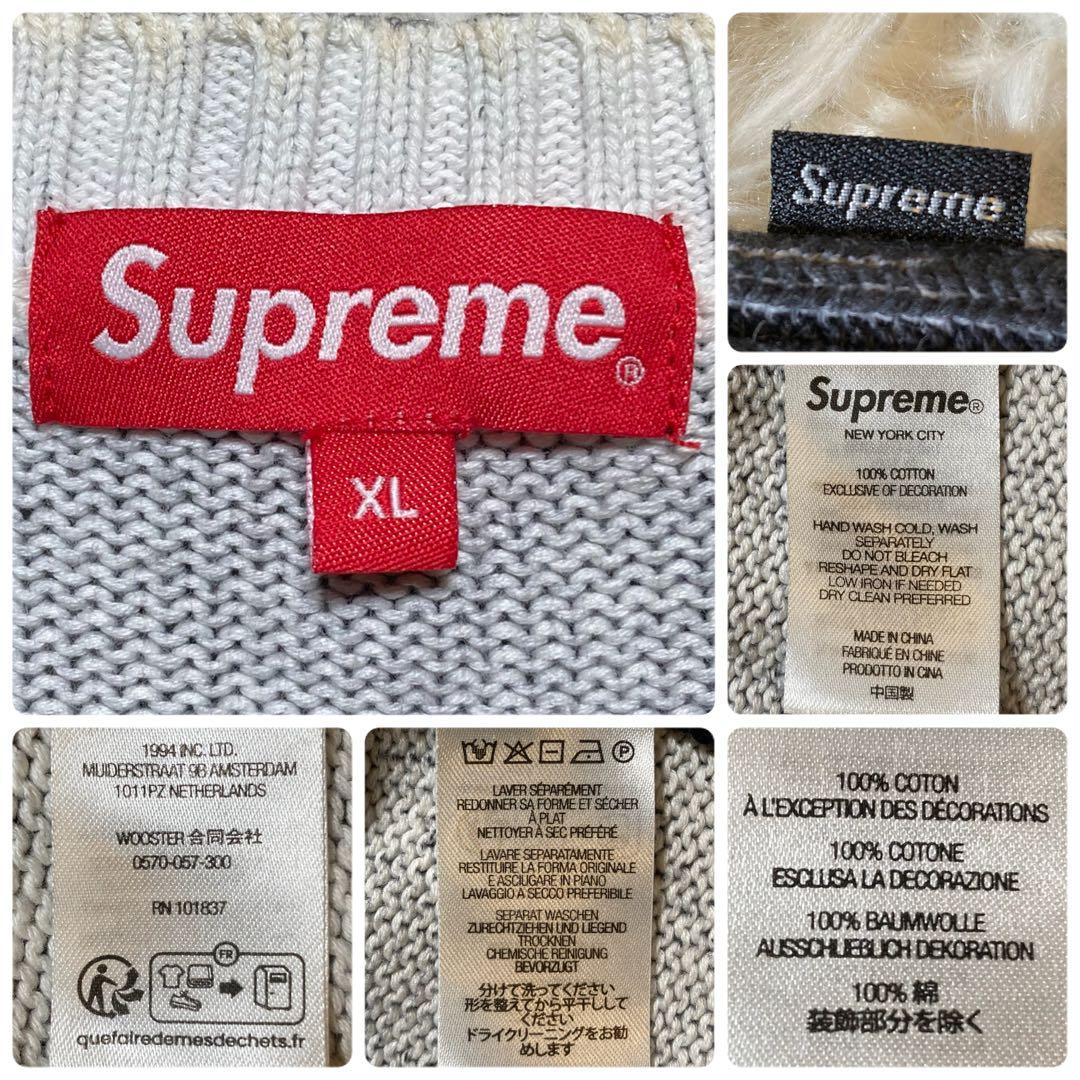 Supreme®
XL
Supreme
Supreme®
NEW YORK CITY
100% COTTON
EXCLUSIVE OF DECORATION
HAND WASH COLD, WASH
SEPARATELY
DO NOT BLEACH
RESHAPE AND DRY FLAT
LOW IRON IF NEEDED
DRY CLEAN PREFERRED
MADE IN CHINA
FABRIQUÉ EN CHINE
PRODOTTO IN CINA
中国製
1994 INC. LTD.
MUIDERSTRAAT 9B AMSTERDAM
1011PZ NETHERLANDS
WOOSTER 合同会社
0570-057-300
RN 101837
FR
quefairedemesdechets.fr
P
LAVER SÉPARÉMENT
REDONNER SA FORME ET SÉCHER
À PLAT
NETTOYER À SEC PRÉFÉRÉ
LAVARE SEPARATAMENTE
RESTITUIRE LA FORMA ORIGINALE
E ASCIUGARE IN PIANO
LAVAGGIO A SECCO PREFERIBILE
SEPARAT WASCHEN
ZURECHTZIEHEN UND LIEGEND
TROCKNEN
CHEMISCHE REINIGUNG
BEVORZUGT
分けて洗ってください
形を整えてから平干しして
ください
ドライクリーニングをお勧
めします
100% COTON
À L'EXCEPTION DES DÉCORATIONS
100% COTONE
ESCLUSA LA DECORAZIONE
100% BAUMWOLLE
AUSSCHLIEBLICH DEKORATION
100% 綿
装飾部分を除く